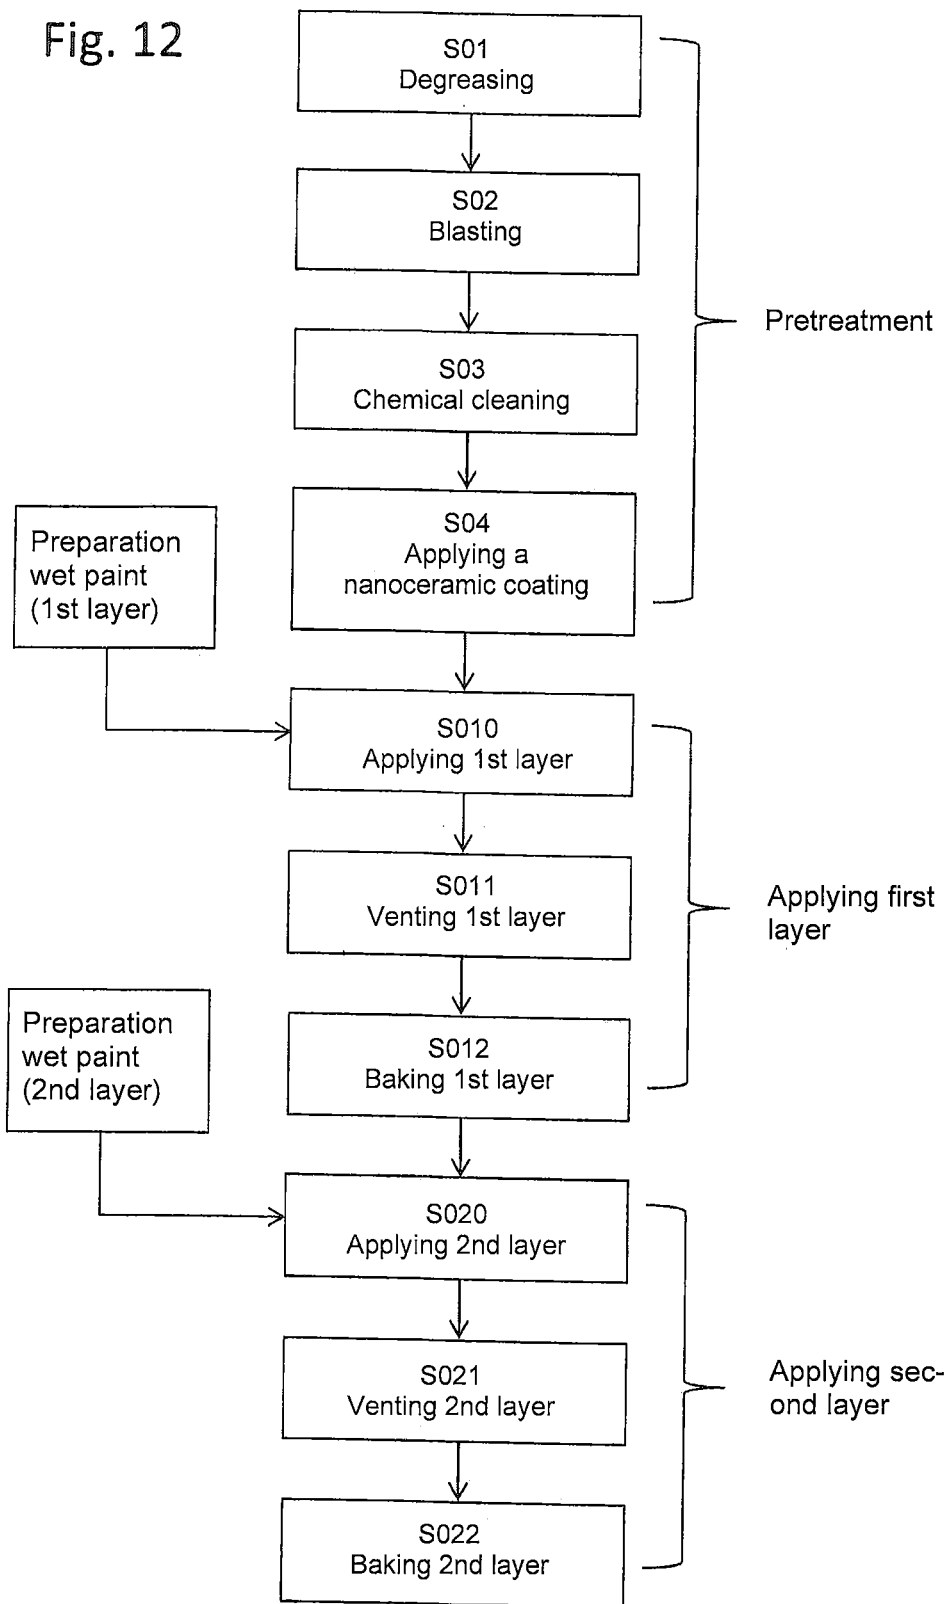 Fig. 12
S01
Degreasing
S02
Blasting
S03
Chemical cleaning
Pretreatment
S04
Applying a
nanoceramic coating
Preparation
wet paint
(1st layer)
S010
Applying 1st layer
S011
Venting 1st layer
Applying first
layer
S012
Baking 1st layer
Preparation
wet paint
(2nd layer)
S020
Applying 2nd layer
S021
Venting 2nd layer
Applying sec-
ond layer
S022
Baking 2nd layer